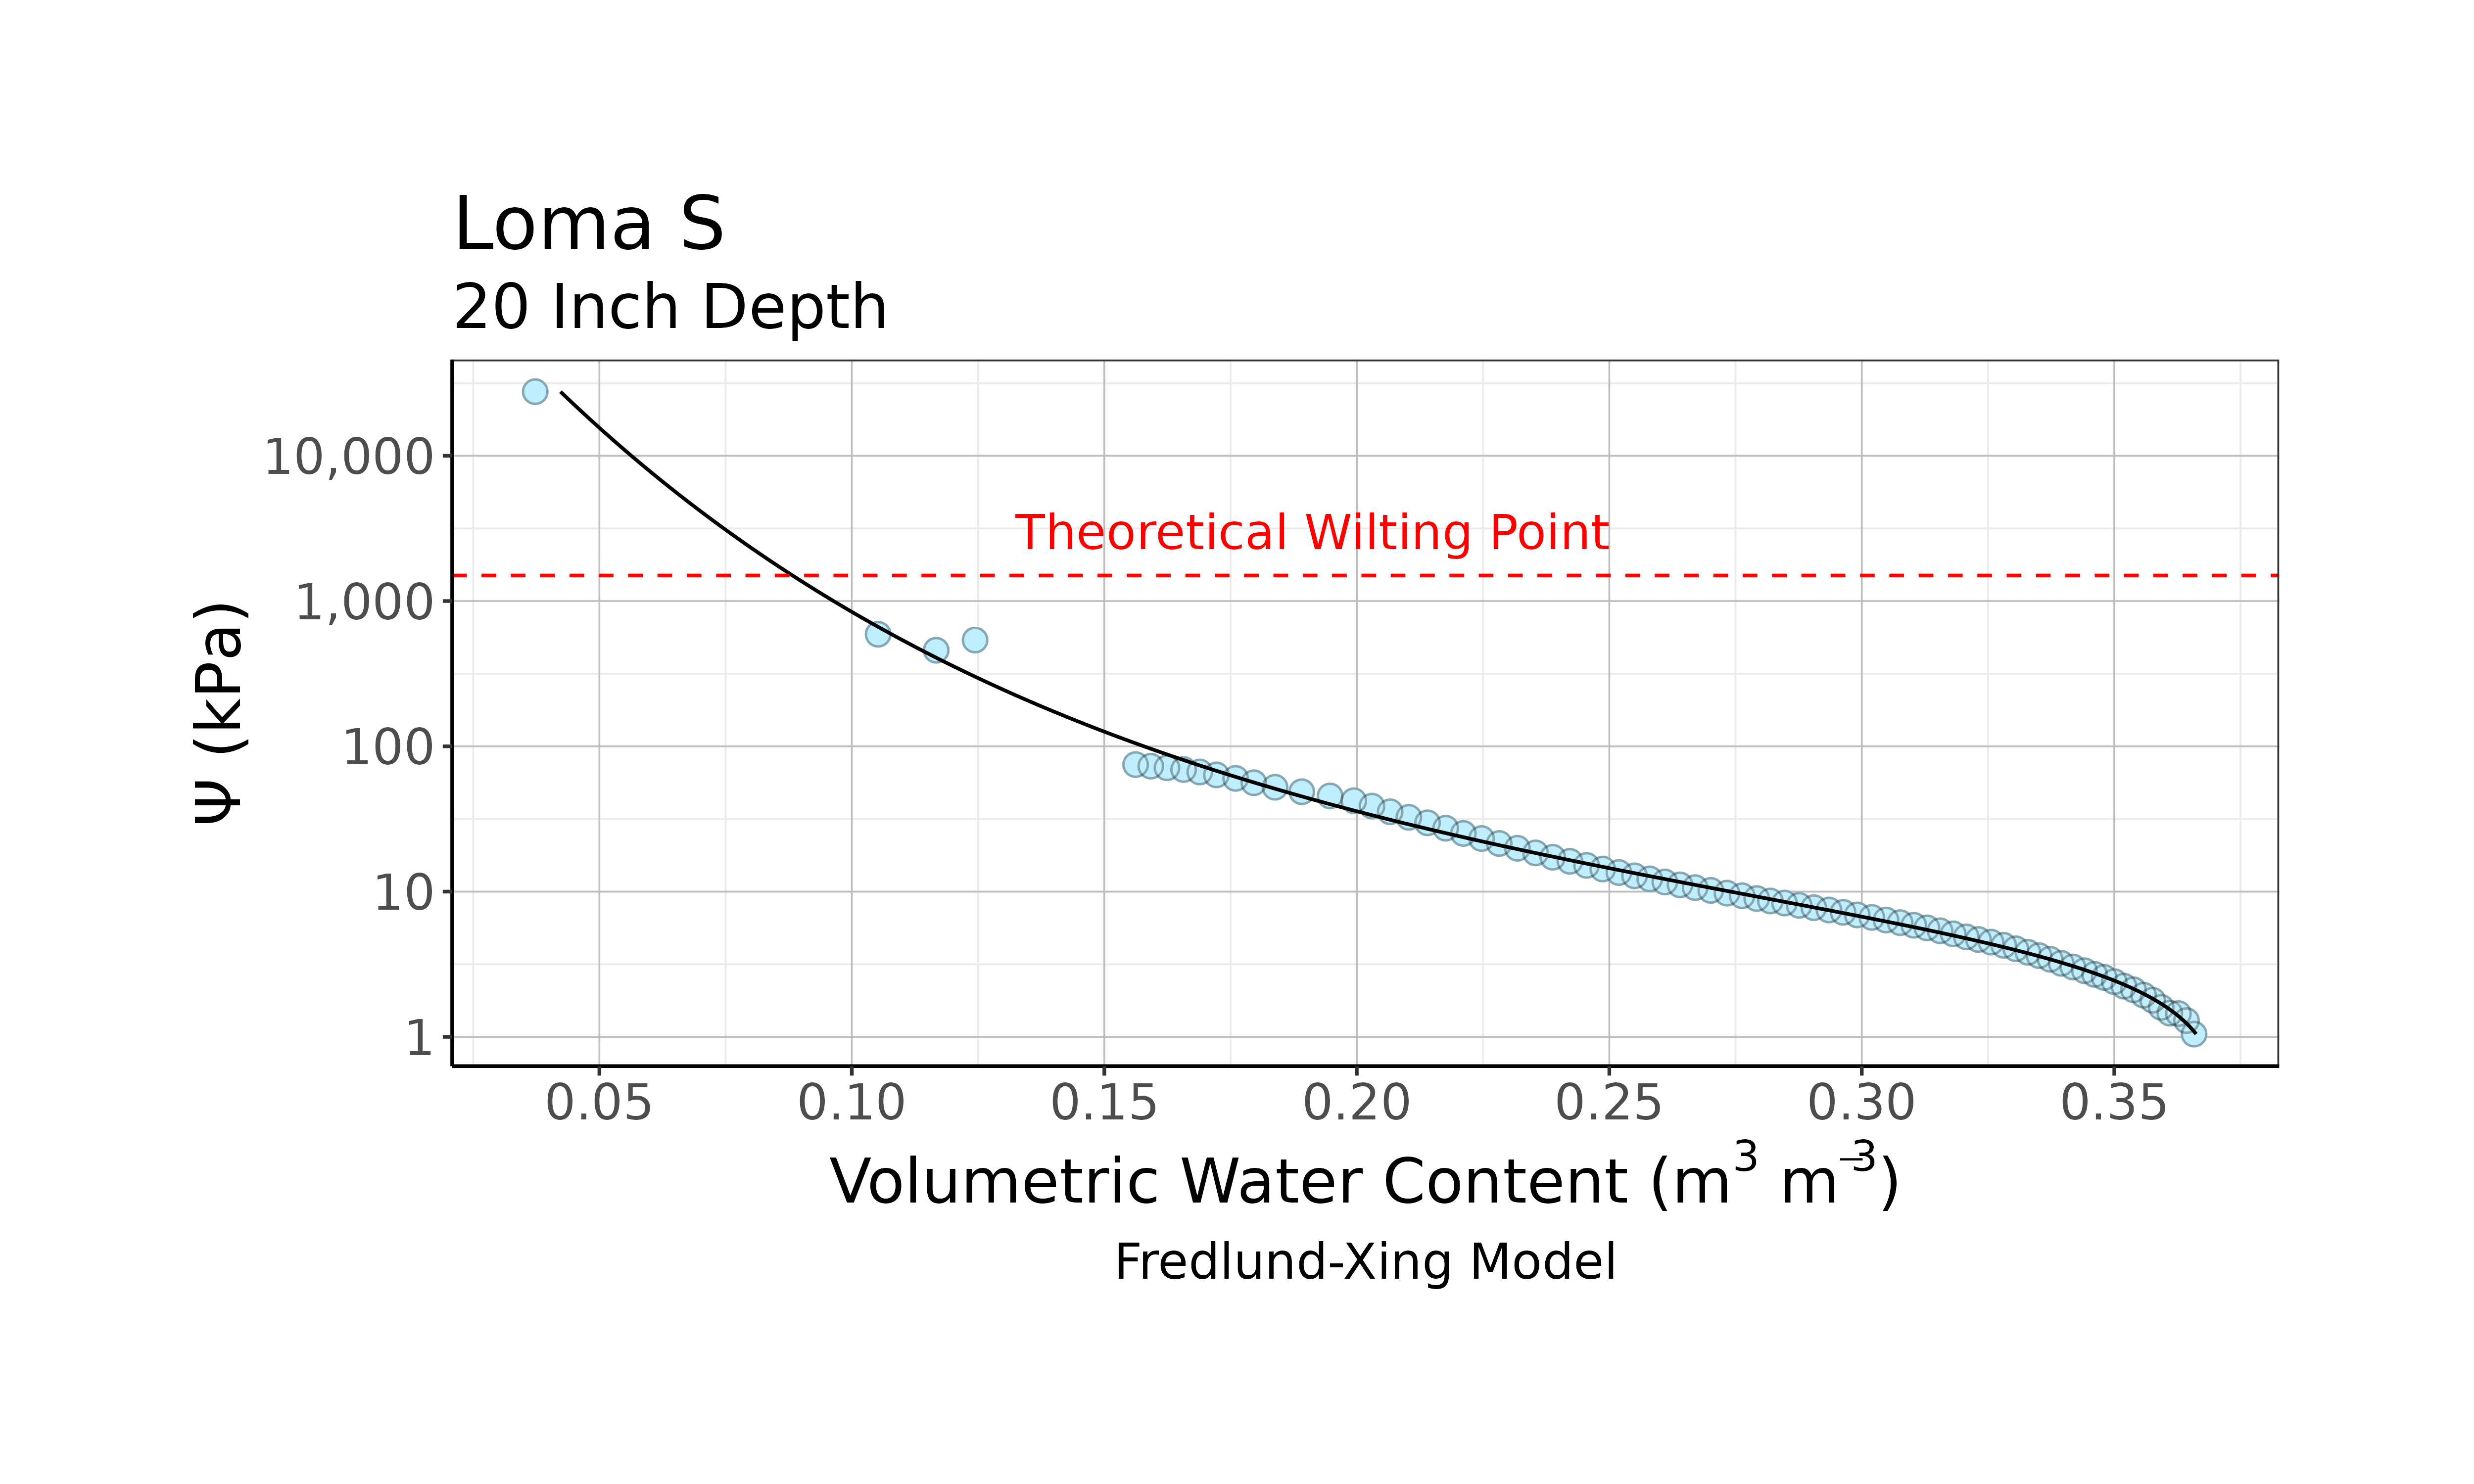 Loma S
20 Inch Depth
Ψ (kPa)
10,000
1,000
100
10
1
Theoretical Wilting Point
0.05 0.10 0.15 0.20 0.25 0.30 0.35
Volumetric Water Content (m³ m⁻³)
Fredlund-Xing Model